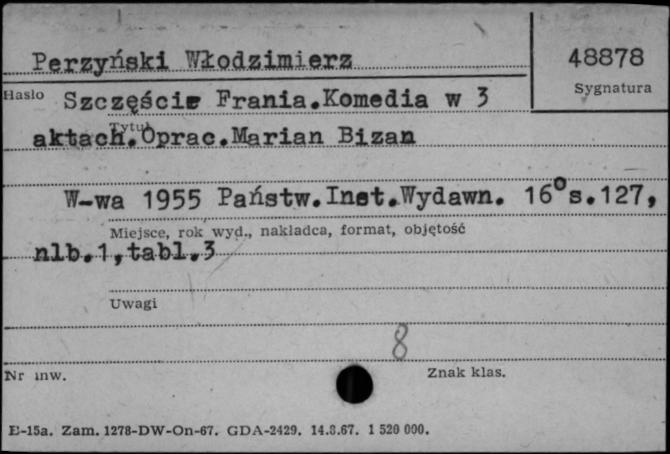 Perzyński Włodzimierz
48878
Sygnatura
Hasło
Szczęście Frania.Komedia w 3
Tytuł
aktach.Oprac.Marian Bizan
W-wa 1955 Państw.Inst.Wydawn. 16°s.127,
Miejsce, rok wyd., nakładca, format, objętość
nlb.1,tabl.3
Uwagi
8
Nr inw.
Znak klas.
E-15a. Zam. 1278-DW-On-67. GDA-2429. 14.8.67. 1 520 000.